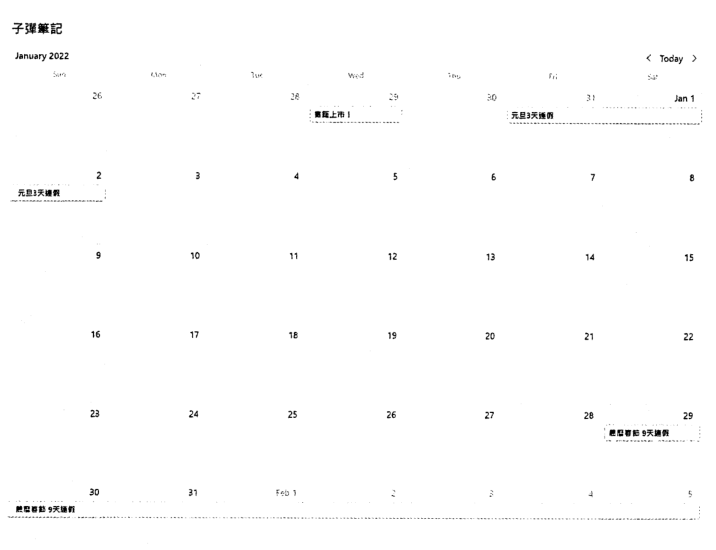 子彈筆記
January 2022
< Today >
Sun Mon Tue Wed Thu Fri Sat
26 27 28 29 30 31 Jan 1
上市！ 元旦3天連假
2 3 4 5 6 7 8
元旦3天連假
9 10 11 12 13 14 15
16 17 18 19 20 21 22
23 24 25 26 27 28 29
農曆春節 9天連假
30 31 Feb 1 2 3 4 5
農曆春節 9天連假